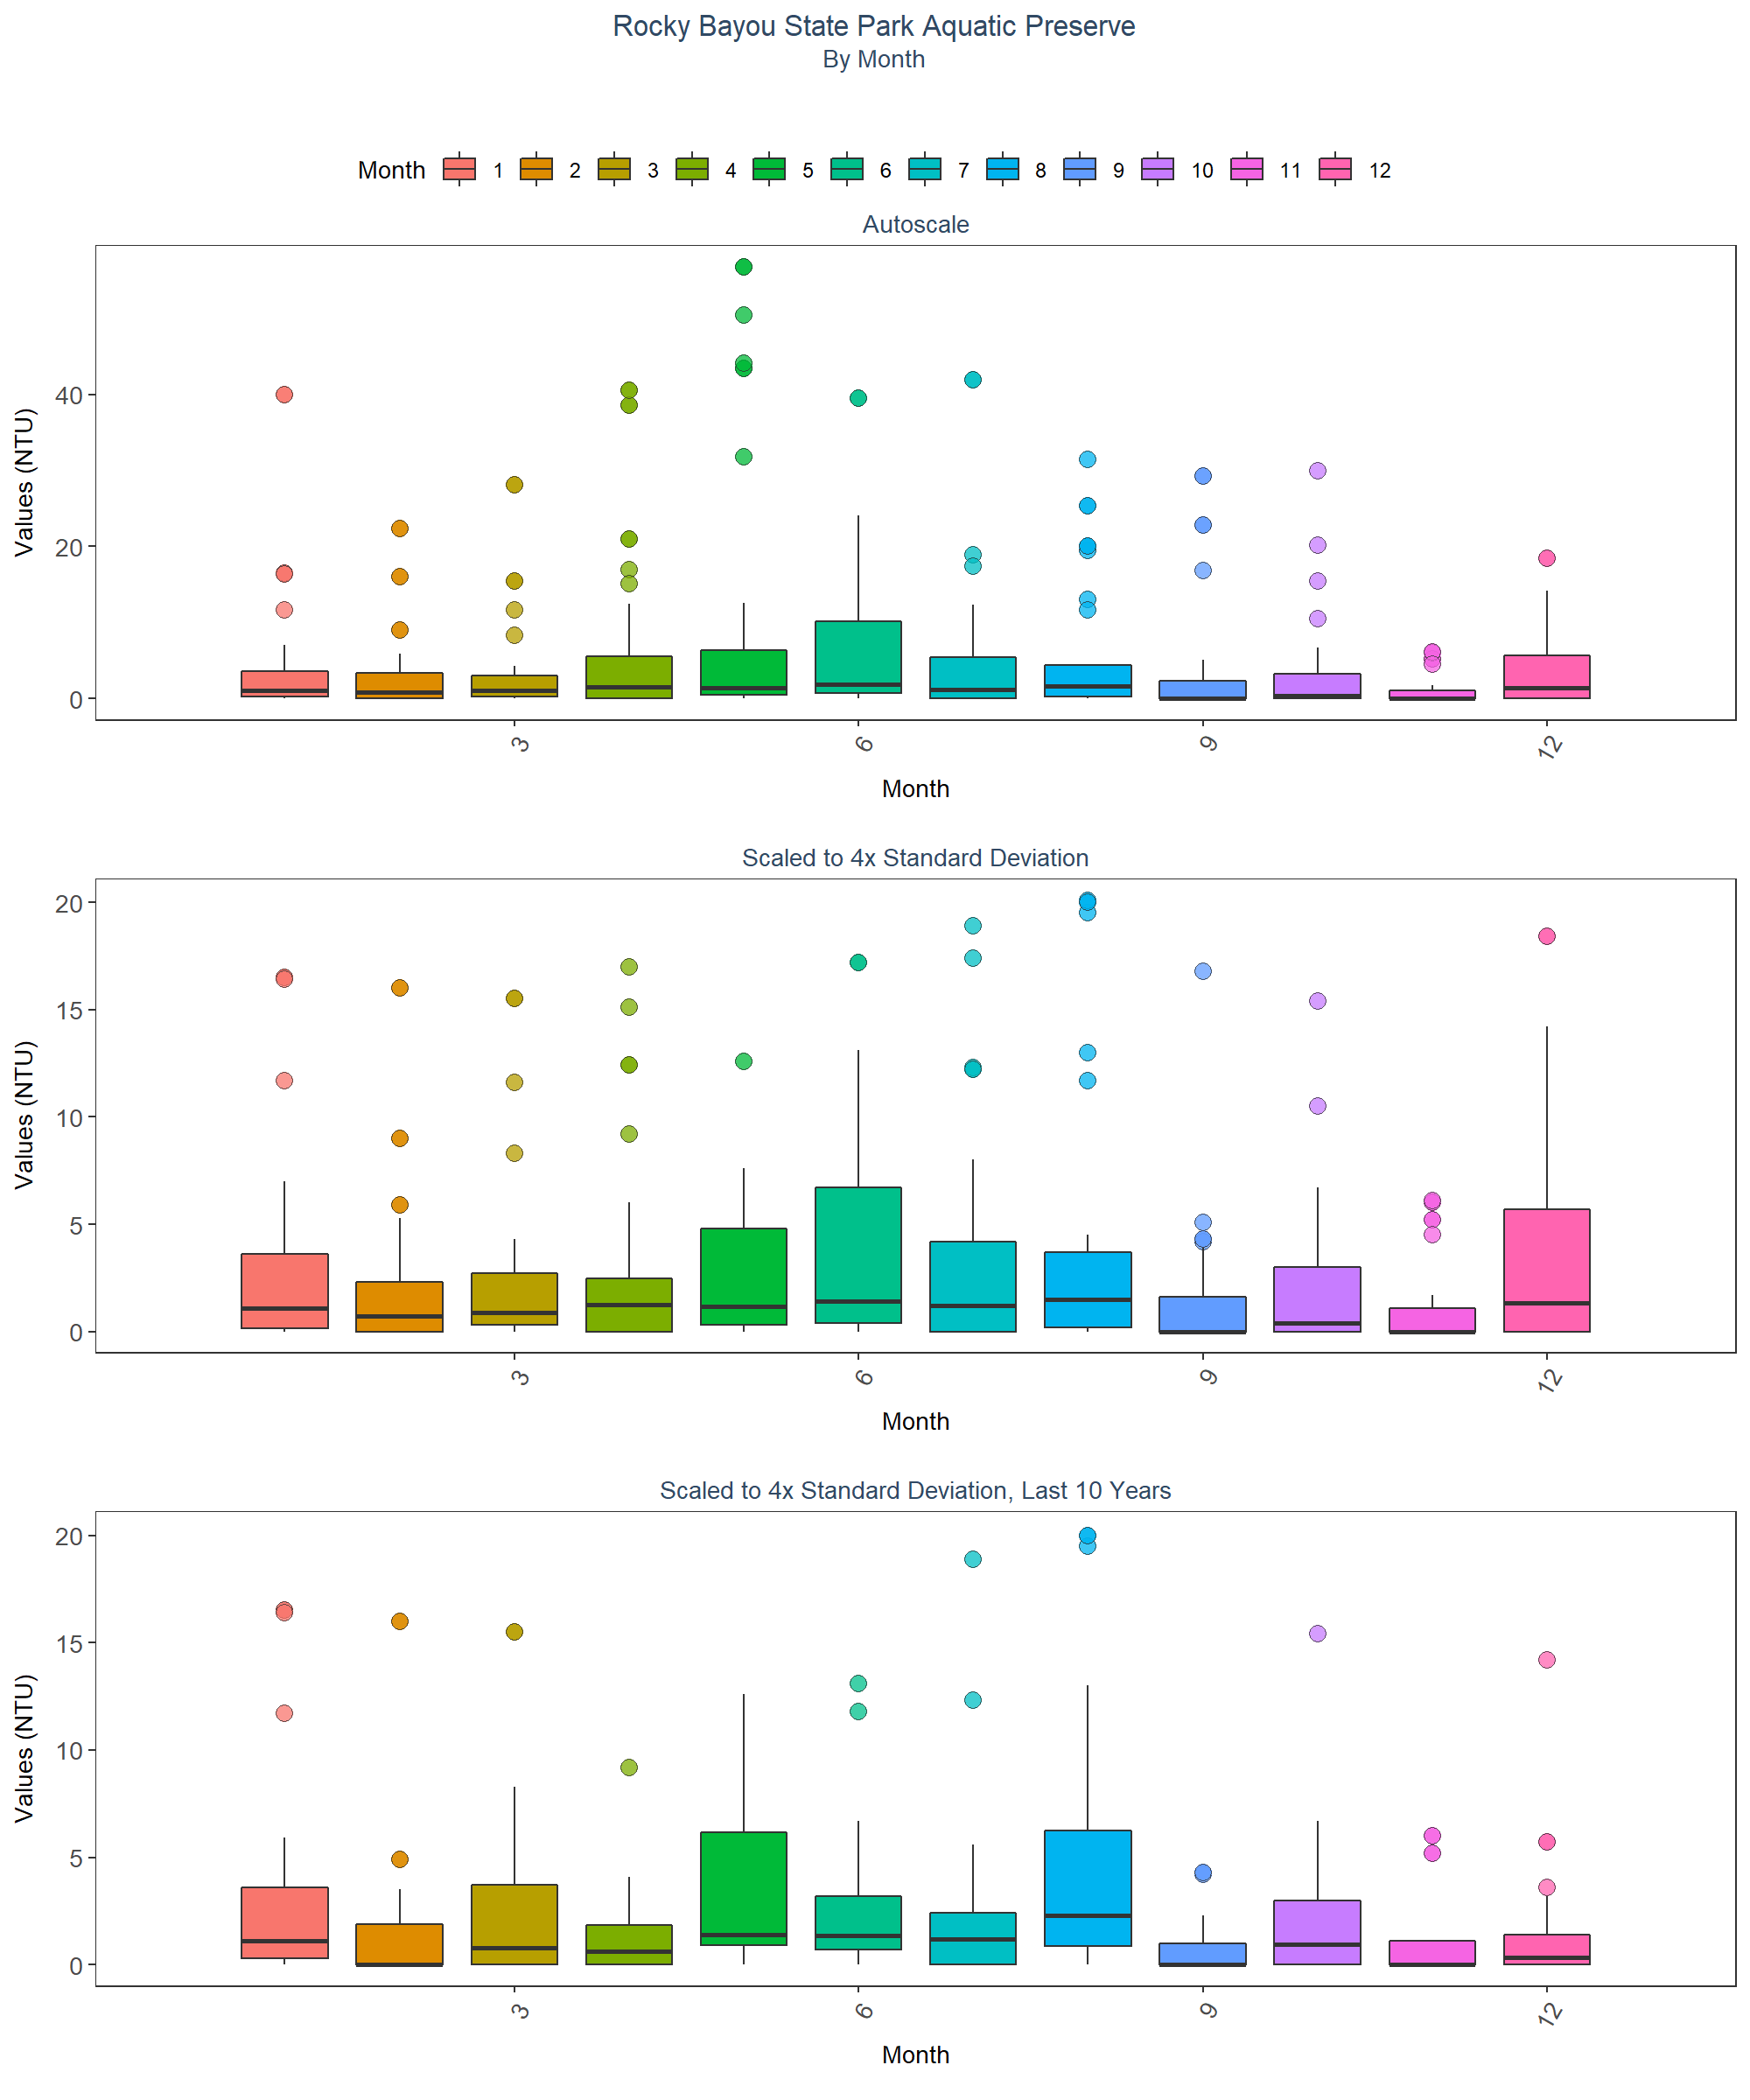 Rocky Bayou State Park Aquatic Preserve
By Month
Month 1 2 3 4 5 6 7 8 9 10 11 12
Autoscale
Values (NTU)
40
20
0
3 6 9 12
Month
Scaled to 4x Standard Deviation
Values (NTU)
20
15
10
5
0
3 6 9 12
Month
Scaled to 4x Standard Deviation, Last 10 Years
Values (NTU)
20
15
10
5
0
3 6 9 12
Month